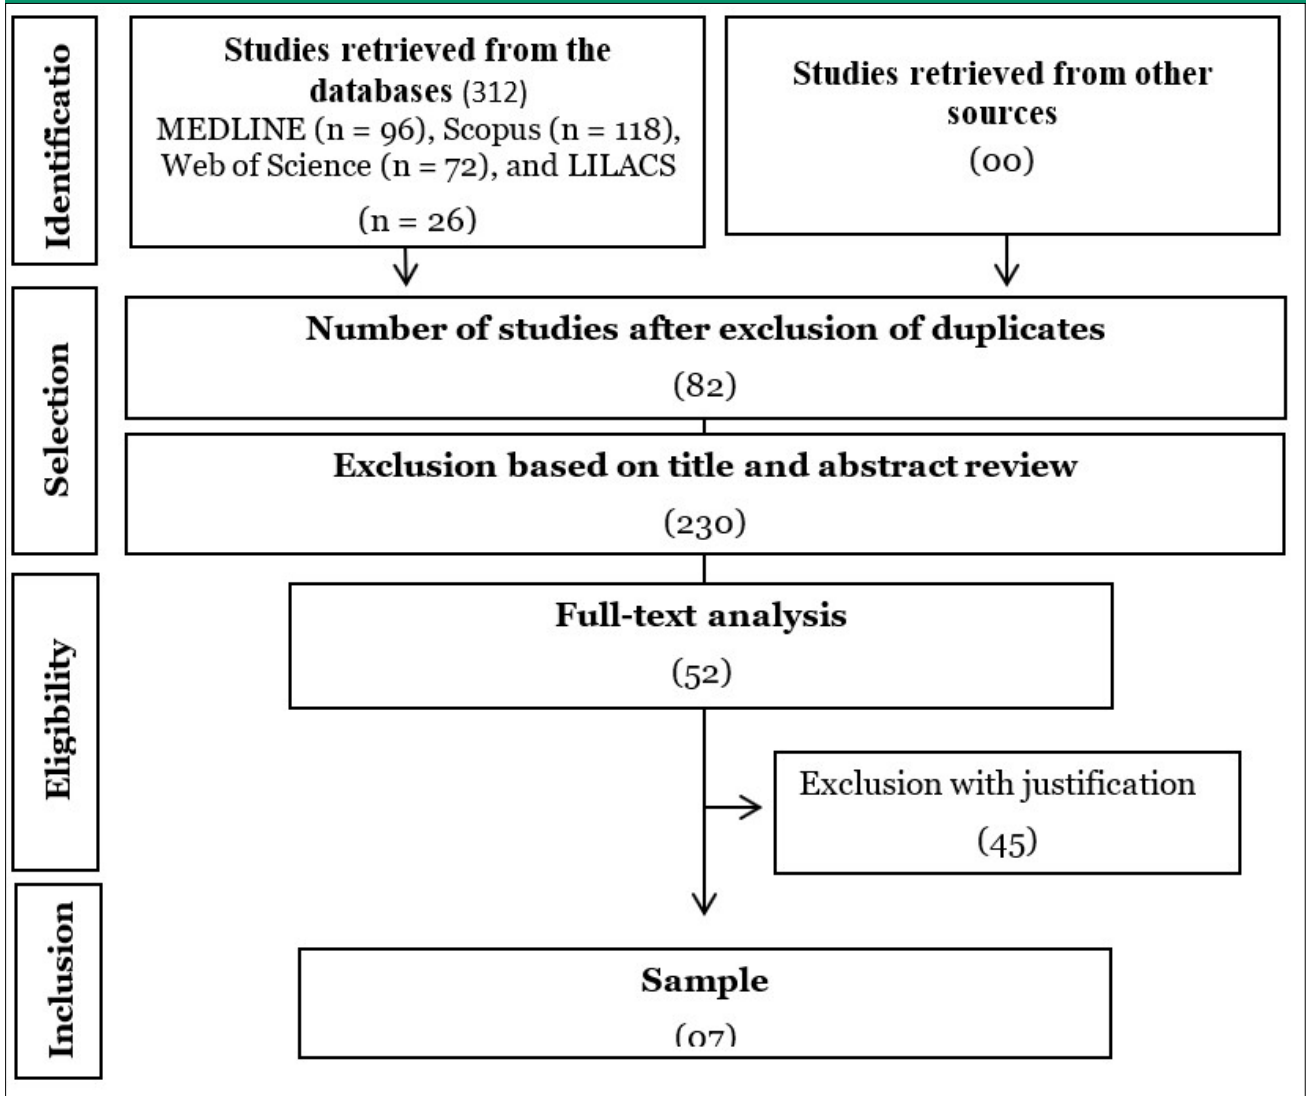 Identificatio
Studies retrieved from the
databases (312)
MEDLINE (n = 96), Scopus (n = 118),
Web of Science (n = 72), and LILACS
(n = 26)
Studies retrieved from other
sources
(00)
Selection
Number of studies after exclusion of duplicates
(82)
Exclusion based on title and abstract review
(230)
Eligibility
Full-text analysis
(52)
Exclusion with justification
(45)
Inclusion
Sample
(07)